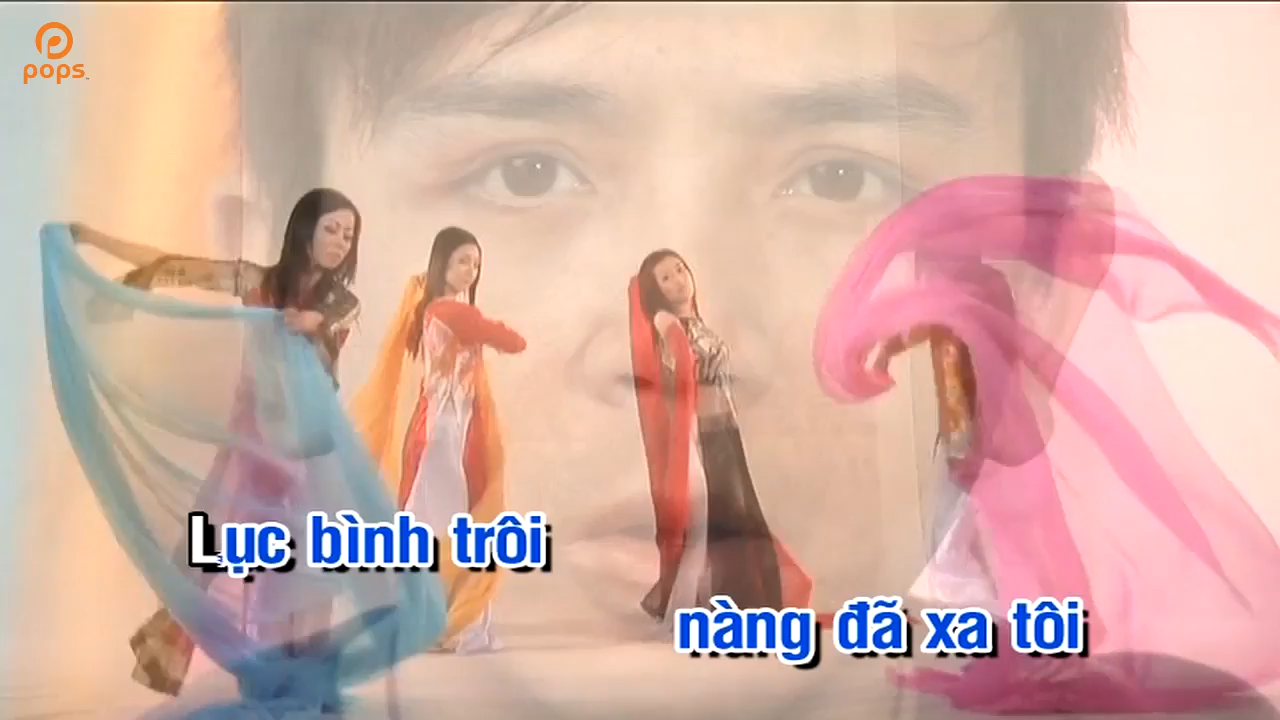 pops
Lục bình trôi
nàng đã xa tôi